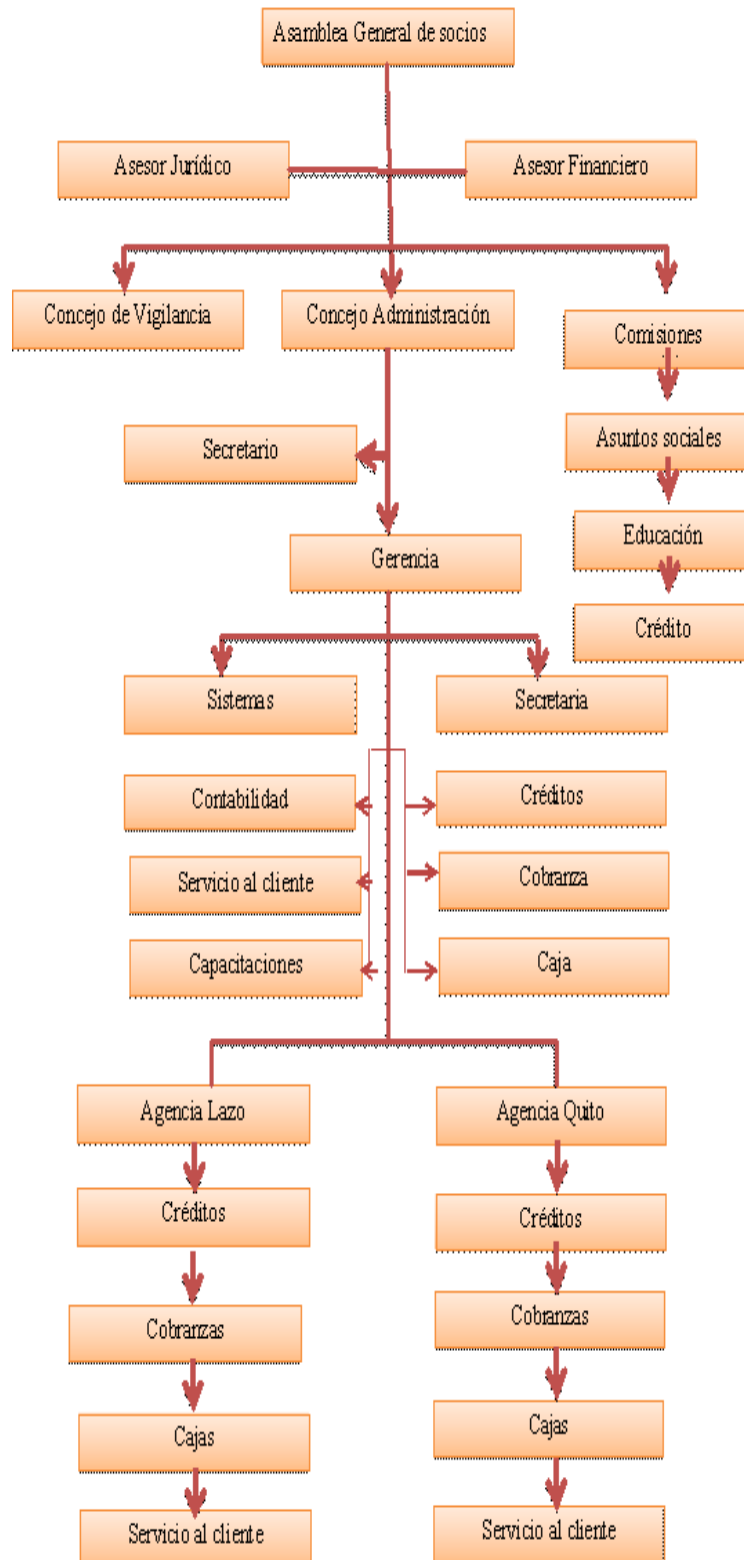 Asamblea General de socios
Asesor Jurídico
Asesor Financiero
Concejo de Vigilancia
Concejo Administración
Comisiones
Secretario
Asuntos sociales
Educación
Gerencia
Crédito
Sistemas
Secretaria
Contabilidad
Créditos
Servicio al cliente
Cobranza
Capacitaciones
Caja
Agencia Lazo
Agencia Quito
Créditos
Créditos
Cobranzas
Cobranzas
Cajas
Cajas
Servicio al cliente
Servicio al cliente